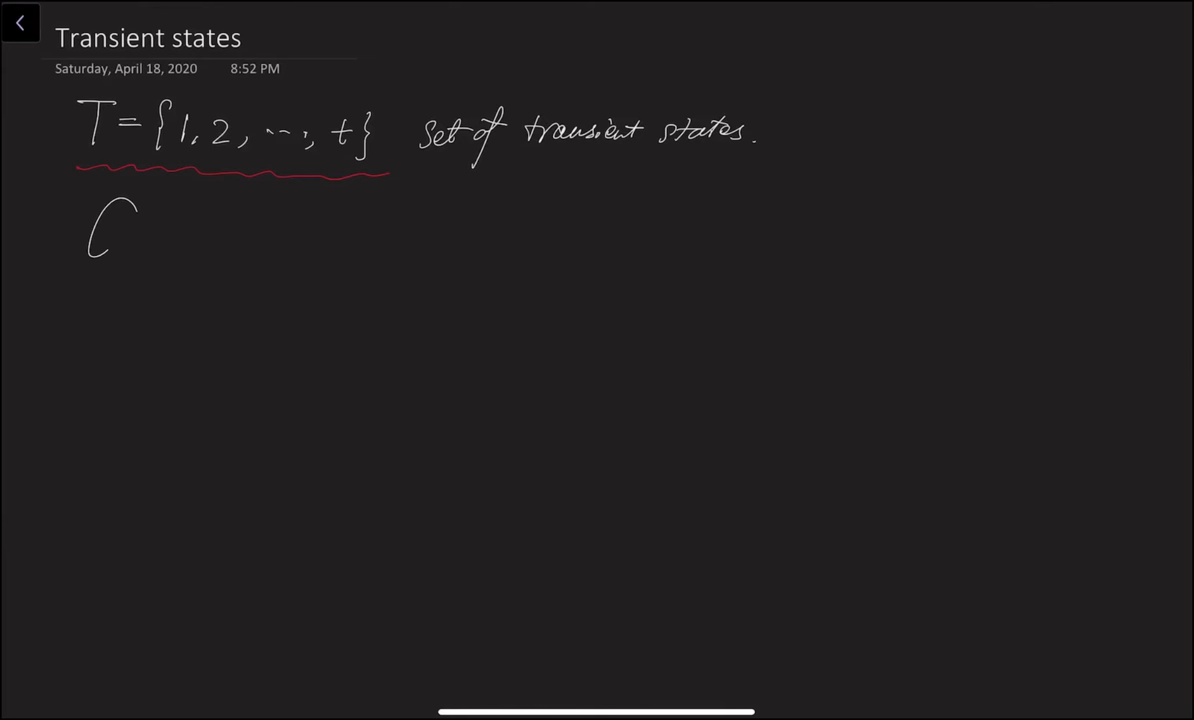 Transient states
Saturday, April 18, 2020 8:52 PM
T = {1, 2, ..., t} set of transient states.
C